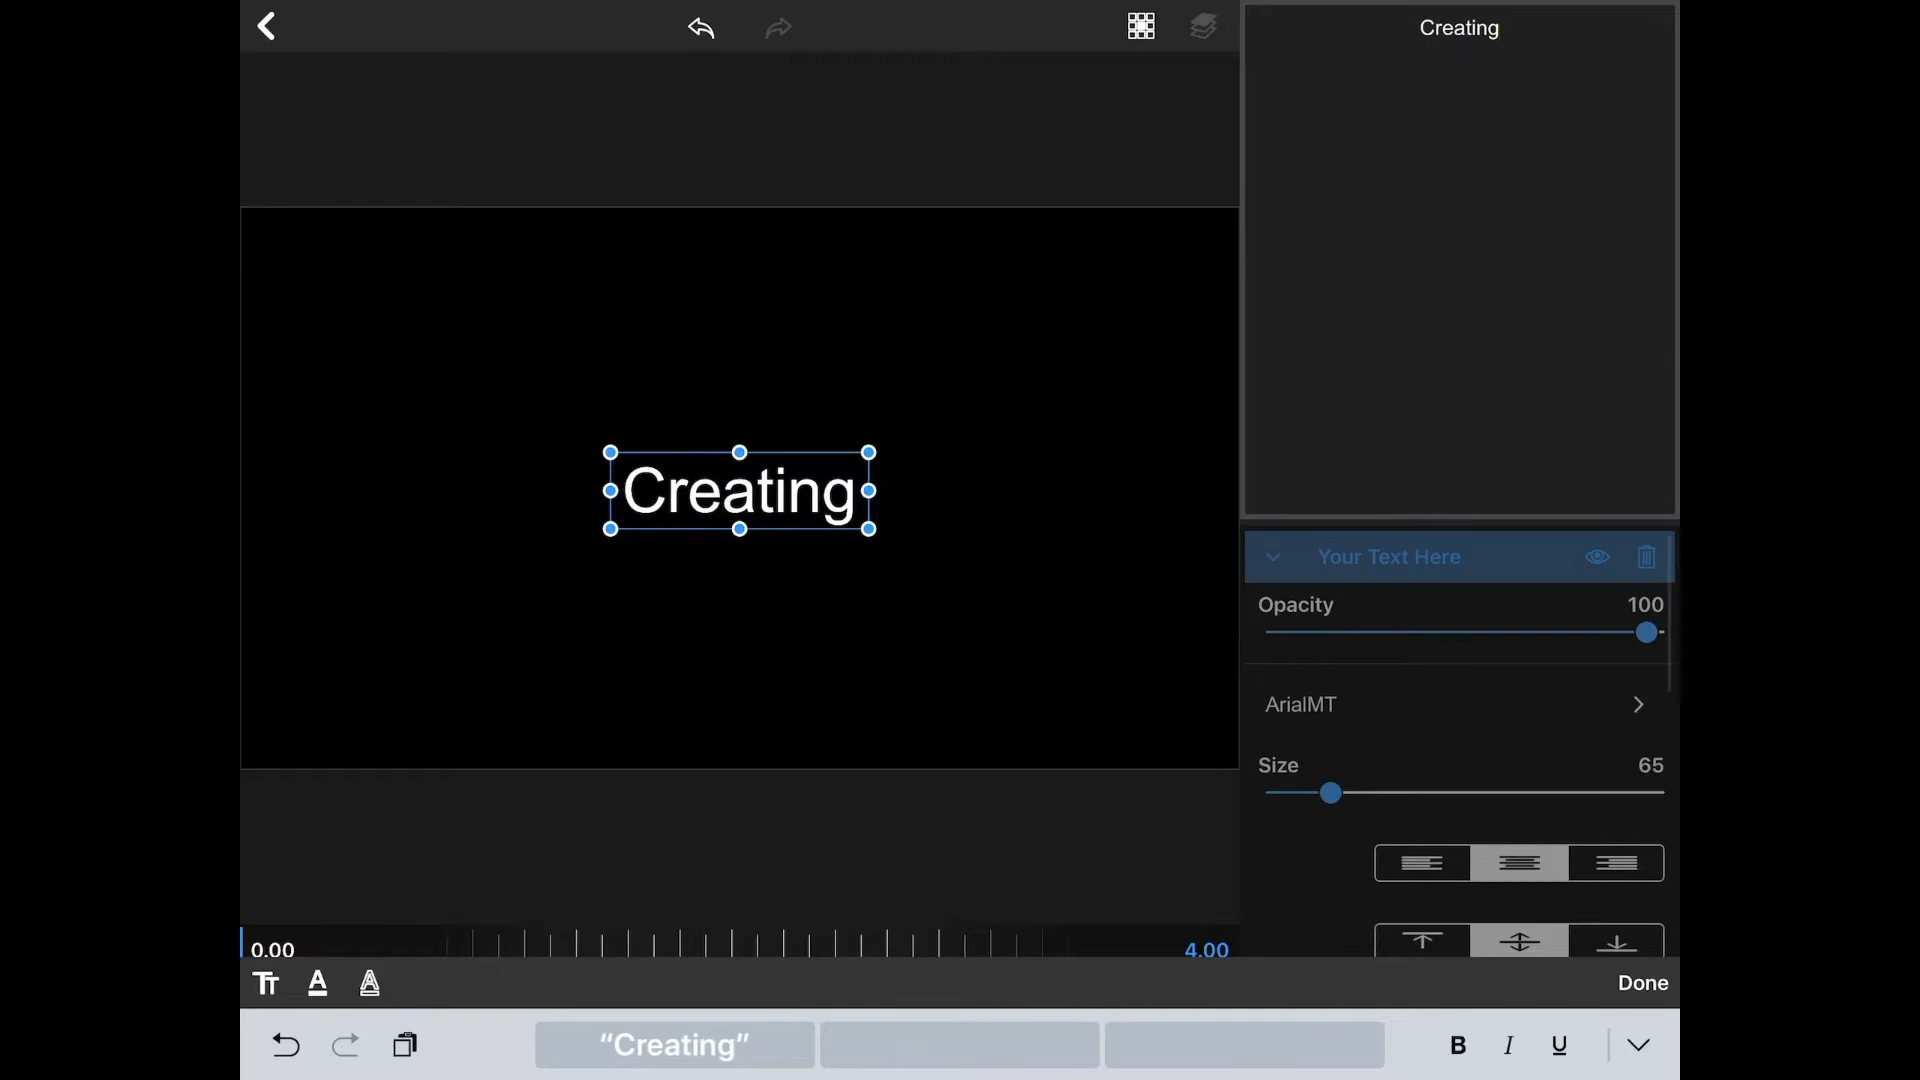 Creating
Creating
Your Text Here
Opacity 100
ArialMT
Size 65
0.00 4.00
Done
“Creating”
B I U